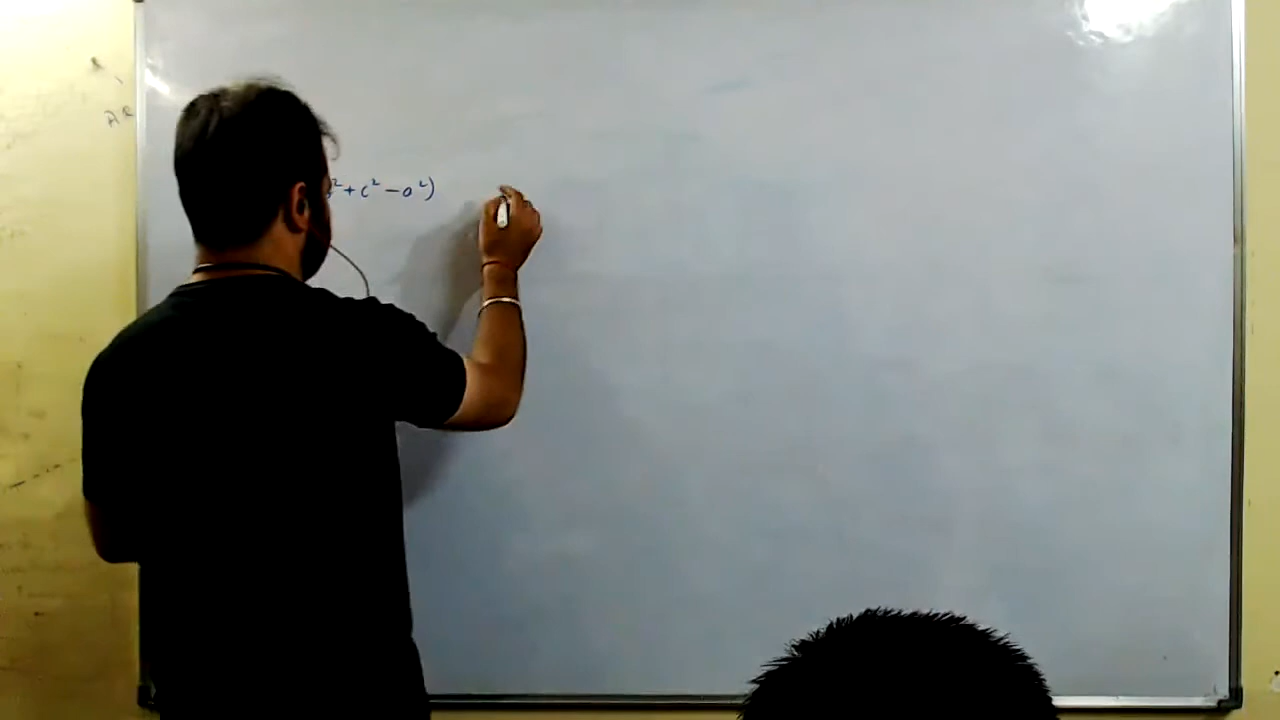 ² + c² - a²)